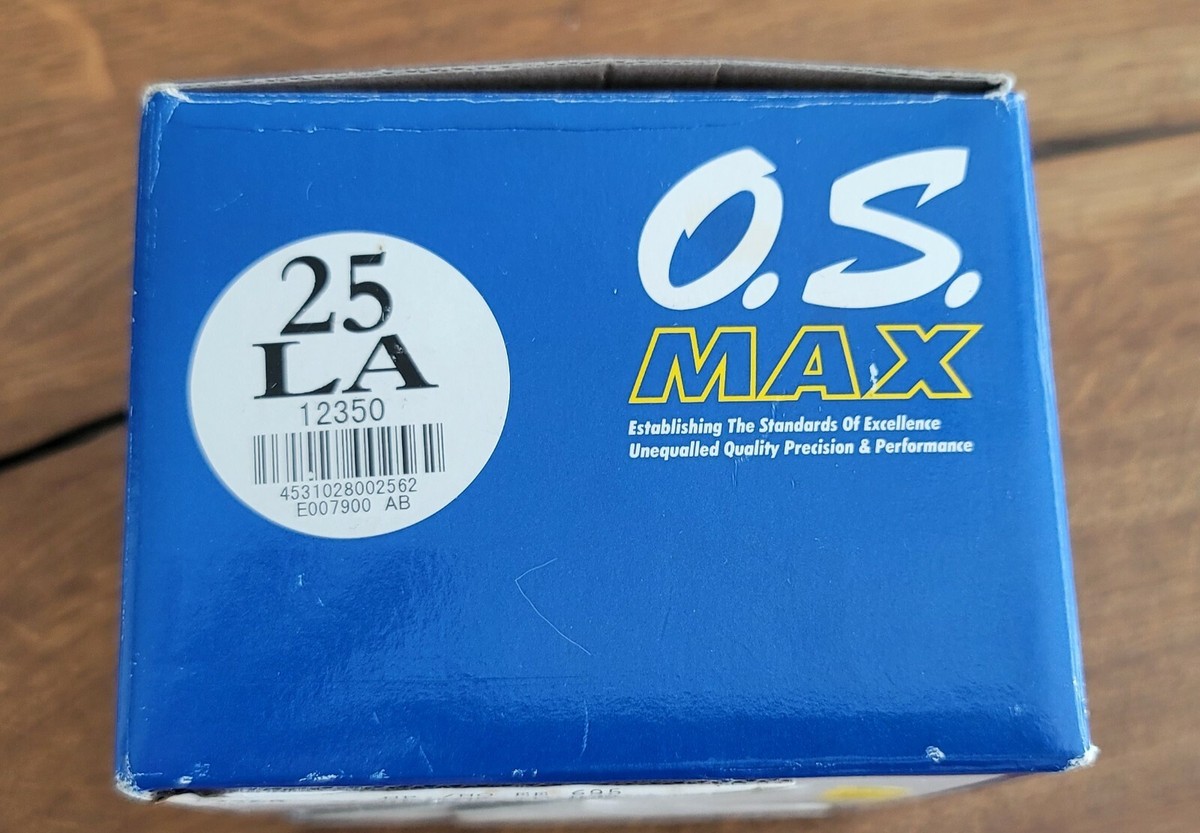 25
LA
12350
4531028002562
E007900 AB
O.S.
MAX
Establishing The Standards Of Excellence
Unequalled Quality Precision & Performance